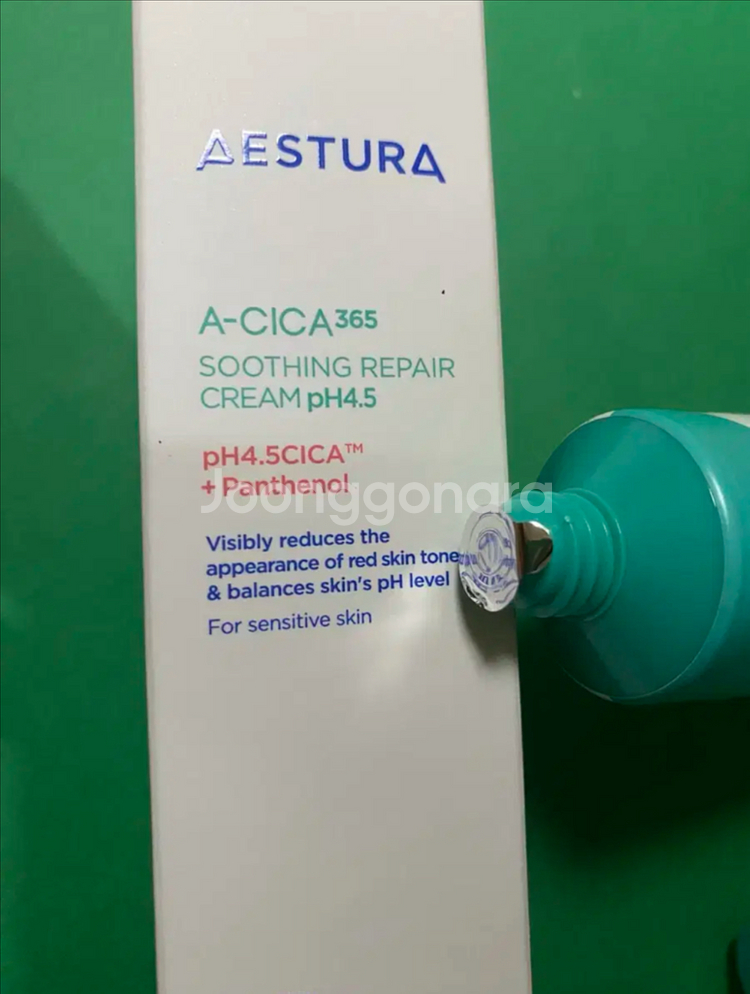 AESTURA
A-CICA365
SOOTHING REPAIR
CREAM pH4.5
pH4.5CICA™
+ Panthenol
Joonggonara
Visibly reduces the
appearance of red skin tone
& balances skin's pH level
For sensitive skin